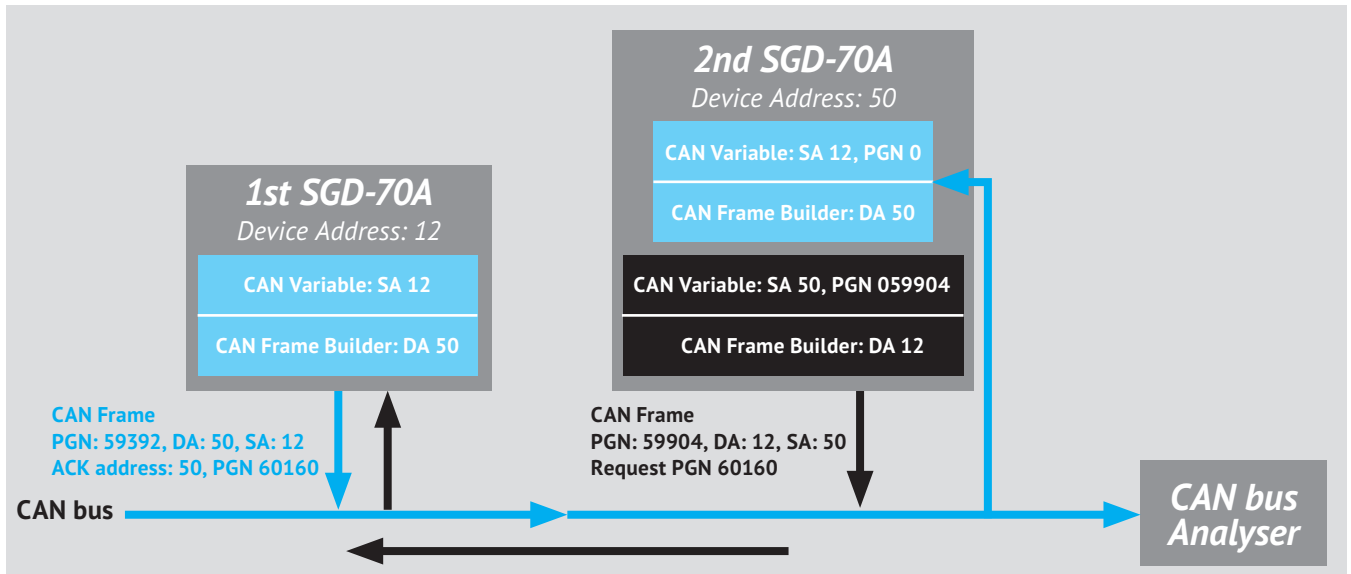 2nd SGD-70A
Device Address: 50
CAN Variable: SA 12, PGN 0
CAN Frame Builder: DA 50
CAN Variable: SA 50, PGN 059904
CAN Frame Builder: DA 12
1st SGD-70A
Device Address: 12
CAN Variable: SA 12
CAN Frame Builder: DA 50
CAN Frame
PGN: 59392, DA: 50, SA: 12
ACK address: 50, PGN 60160
CAN Frame
PGN: 59904, DA: 12, SA: 50
Request PGN 60160
CAN bus
CAN bus
Analyser